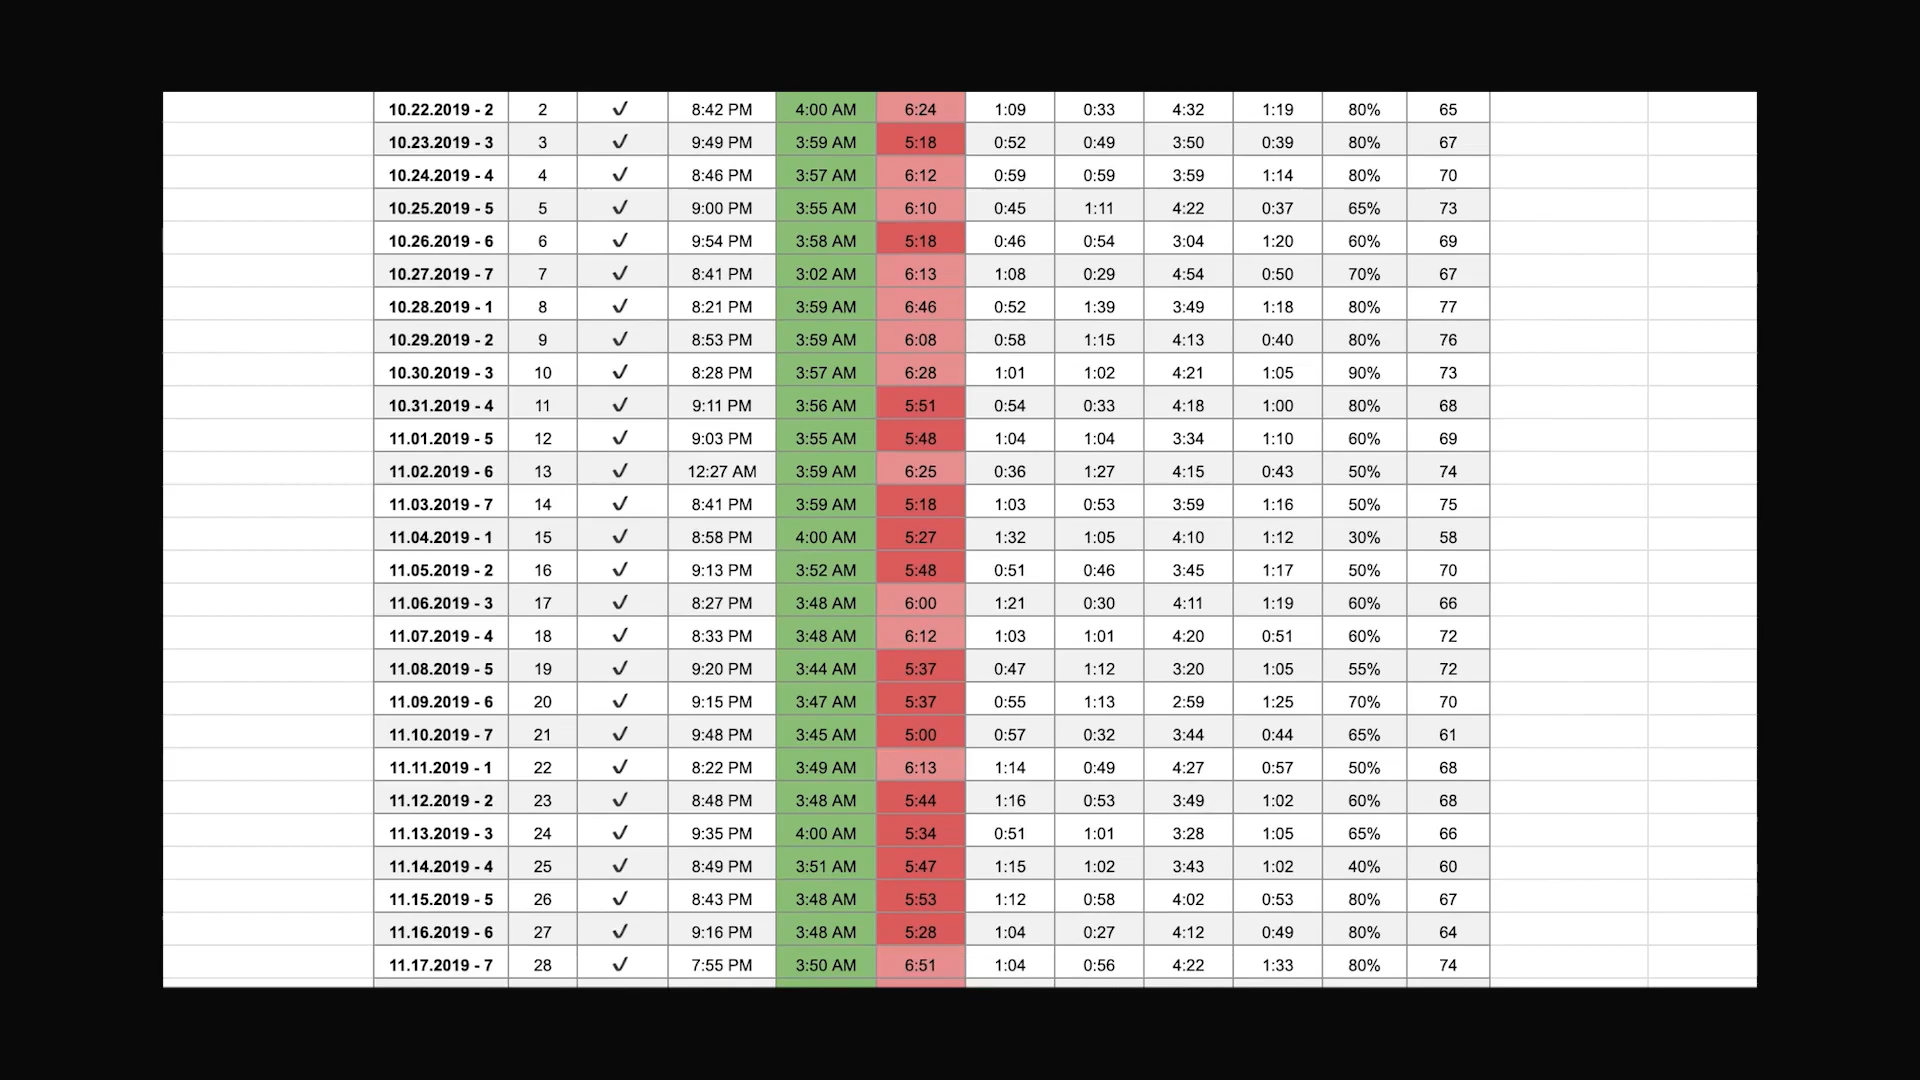 10.22.2019 - 2 2 ✓ 8:42 PM 4:00 AM 6:24 1:09 0:33 4:32 1:19 80% 65
10.23.2019 - 3 3 ✓ 9:49 PM 3:59 AM 5:18 0:52 0:49 3:50 0:39 80% 67
10.24.2019 - 4 4 ✓ 8:46 PM 3:57 AM 6:12 0:59 0:59 3:59 1:14 80% 70
10.25.2019 - 5 5 ✓ 9:00 PM 3:55 AM 6:10 0:45 1:11 4:22 0:37 65% 73
10.26.2019 - 6 6 ✓ 9:54 PM 3:58 AM 5:18 0:46 0:54 3:04 1:20 60% 69
10.27.2019 - 7 7 ✓ 8:41 PM 3:02 AM 6:13 1:08 0:29 4:54 0:50 70% 67
10.28.2019 - 1 8 ✓ 8:21 PM 3:59 AM 6:46 0:52 1:39 3:49 1:18 80% 77
10.29.2019 - 2 9 ✓ 8:53 PM 3:59 AM 6:08 0:58 1:15 4:13 0:40 80% 76
10.30.2019 - 3 10 ✓ 8:28 PM 3:57 AM 6:28 1:01 1:02 4:21 1:05 90% 73
10.31.2019 - 4 11 ✓ 9:11 PM 3:56 AM 5:51 0:54 0:33 4:18 1:00 80% 68
11.01.2019 - 5 12 ✓ 9:03 PM 3:55 AM 5:48 1:04 1:04 3:34 1:10 60% 69
11.02.2019 - 6 13 ✓ 12:27 AM 3:59 AM 6:25 0:36 1:27 4:15 0:43 50% 74
11.03.2019 - 7 14 ✓ 8:41 PM 3:59 AM 5:18 1:03 0:53 3:59 1:16 50% 75
11.04.2019 - 1 15 ✓ 8:58 PM 4:00 AM 5:27 1:32 1:05 4:10 1:12 30% 58
11.05.2019 - 2 16 ✓ 9:13 PM 3:52 AM 5:48 0:51 0:46 3:45 1:17 50% 70
11.06.2019 - 3 17 ✓ 8:27 PM 3:48 AM 6:00 1:21 0:30 4:11 1:19 60% 66
11.07.2019 - 4 18 ✓ 8:33 PM 3:48 AM 6:12 1:03 1:01 4:20 0:51 60% 72
11.08.2019 - 5 19 ✓ 9:20 PM 3:44 AM 5:37 0:47 1:12 3:20 1:05 55% 72
11.09.2019 - 6 20 ✓ 9:15 PM 3:47 AM 5:37 0:55 1:13 2:59 1:25 70% 70
11.10.2019 - 7 21 ✓ 9:48 PM 3:45 AM 5:00 0:57 0:32 3:44 0:44 65% 61
11.11.2019 - 1 22 ✓ 8:22 PM 3:49 AM 6:13 1:14 0:49 4:27 0:57 50% 68
11.12.2019 - 2 23 ✓ 8:48 PM 3:48 AM 5:44 1:16 0:53 3:49 1:02 60% 68
11.13.2019 - 3 24 ✓ 9:35 PM 4:00 AM 5:34 0:51 1:01 3:28 1:05 65% 66
11.14.2019 - 4 25 ✓ 8:49 PM 3:51 AM 5:47 1:15 1:02 3:43 1:02 40% 60
11.15.2019 - 5 26 ✓ 8:43 PM 3:48 AM 5:53 1:12 0:58 4:02 0:53 80% 67
11.16.2019 - 6 27 ✓ 9:16 PM 3:48 AM 5:28 1:04 0:27 4:12 0:49 80% 64
11.17.2019 - 7 28 ✓ 7:55 PM 3:50 AM 6:51 1:04 0:56 4:22 1:33 80% 74